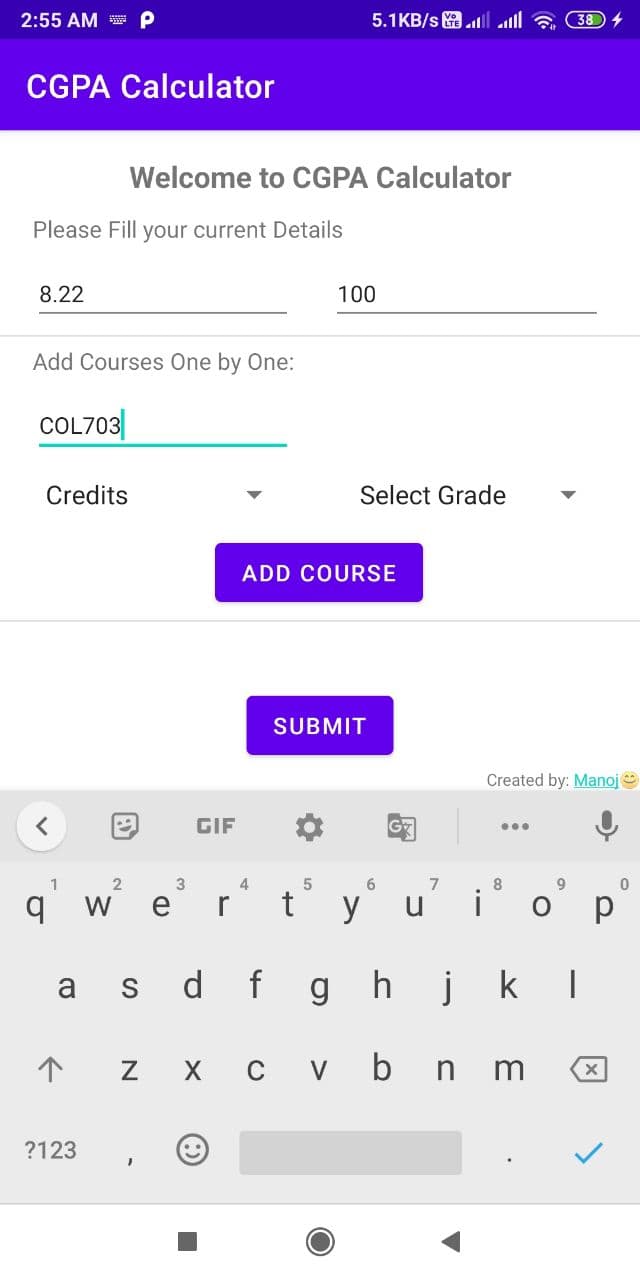 2:55 AM 5.1KB/s Vo LTE 38
CGPA Calculator
Welcome to CGPA Calculator
Please Fill your current Details
8.22 100
Add Courses One by One:
COL703
Credits Select Grade
ADD COURSE
SUBMIT
Created by: Manoj😊
GIF
1 2 3 4 5 6 7 8 9 0
q w e r t y u i o p
a s d f g h j k l
z x c v b n m
?123 , .